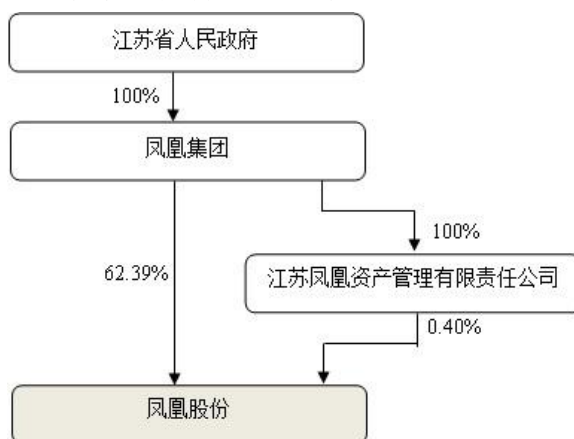 江苏省人民政府
100%
凤凰集团
100%
62.39%
江苏凤凰资产管理有限责任公司
0.40%
凤凰股份